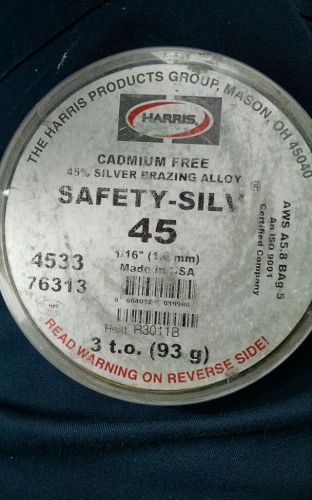 THE HARRIS PRODUCTS GROUP, MASON, OH 45040
HARRIS
CADMIUM FREE
45% SILVER BRAZING ALLOY
SAFETY-SILV ®
45
AWS A5.8 BAg-5
An ISO 9001
Certified Company
4533
76313
1/16" (1.6mm)
Made in USA
Heat R3011B
3 t.o. (93 g)
READ WARNING ON REVERSE SIDE!